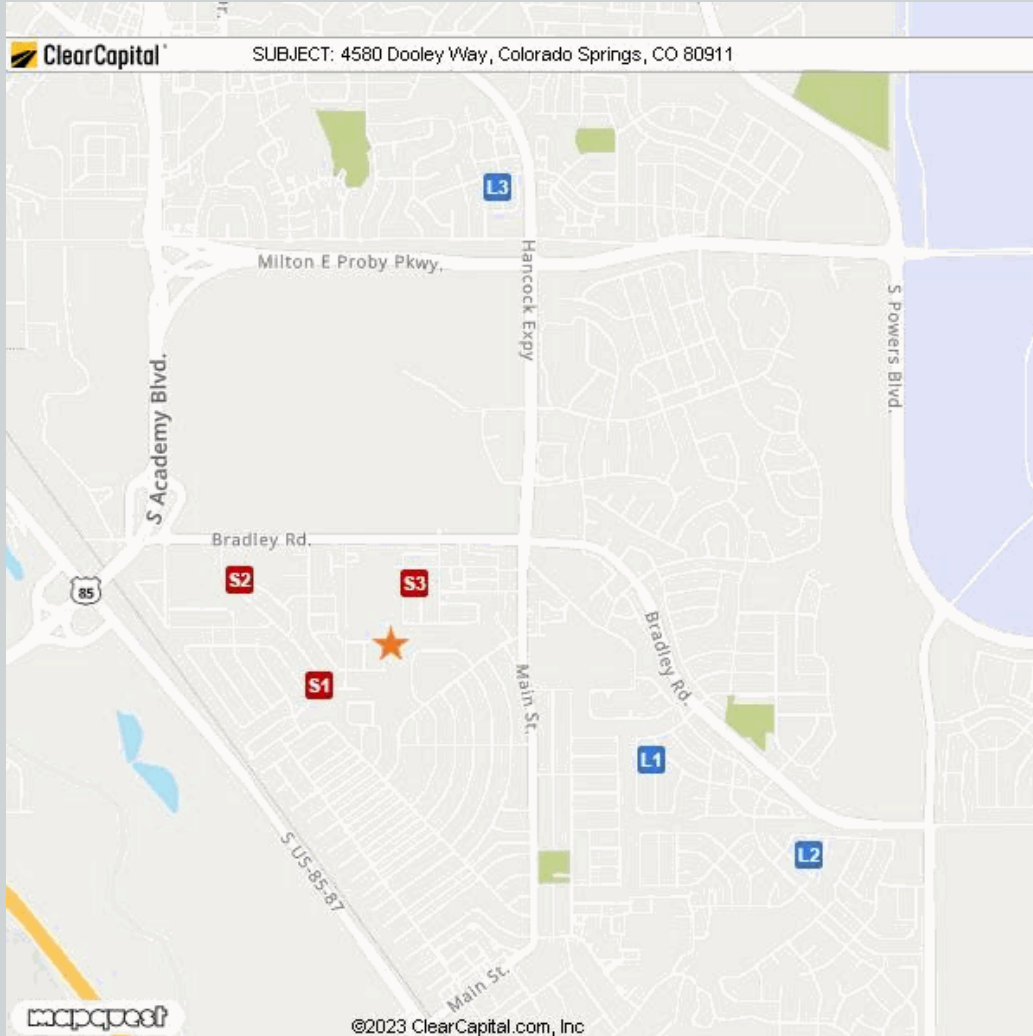 ClearCapital
SUBJECT: 4580 Dooley Way, Colorado Springs, CO 80911
L3
Milton E Proby Pkwy.
Hancock Expy
S Powers Blvd.
S Academy Blvd.
Bradley Rd.
S2
S3
85
Bradley Rd.
S1
Main St.
L1
S US-85-87
L2
Main St.
mapquest
©2023 ClearCapital.com, Inc